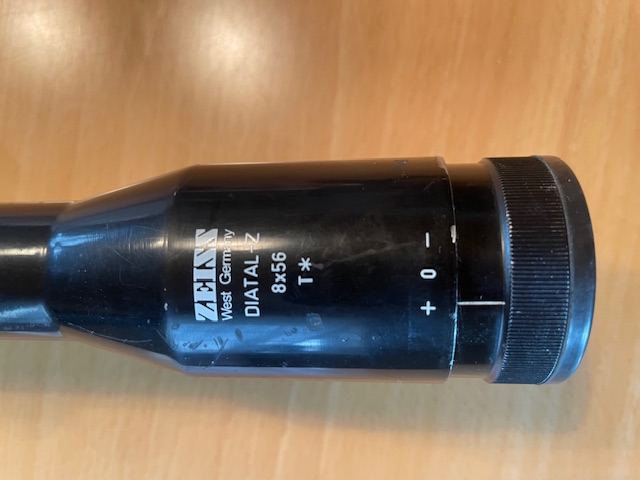 ZEISS
West Germany
DIATAL-Z
8x56
T*
+ 0 -